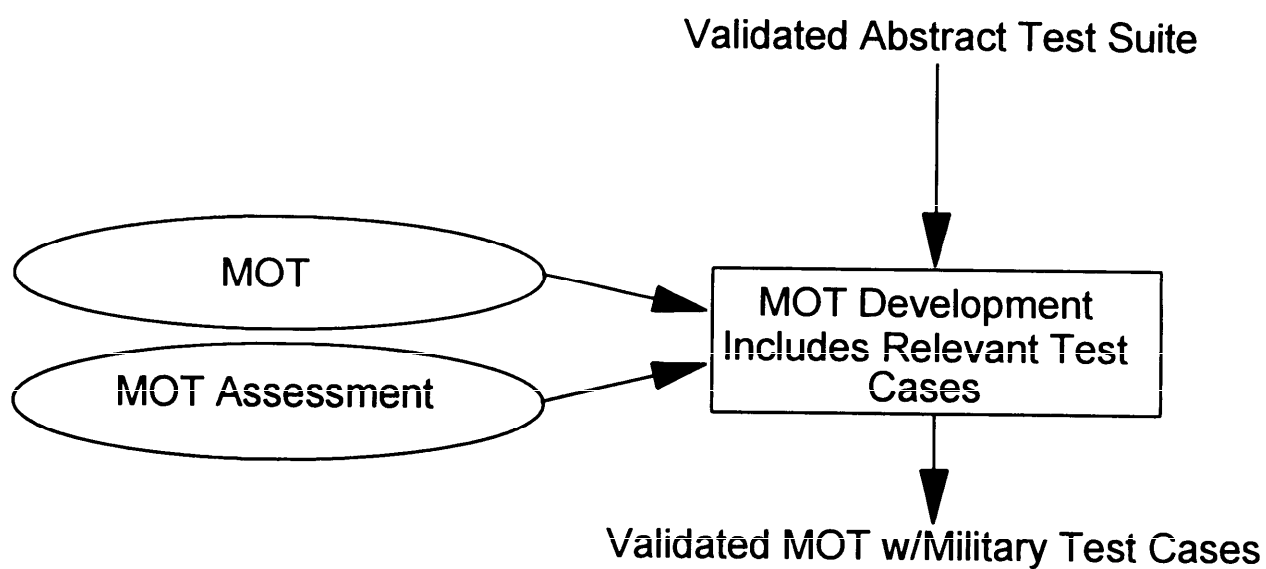 Validated Abstract Test Suite
MOT
MOT Assessment
MOT Development
Includes Relevant Test
Cases
Validated MOT w/Military Test Cases